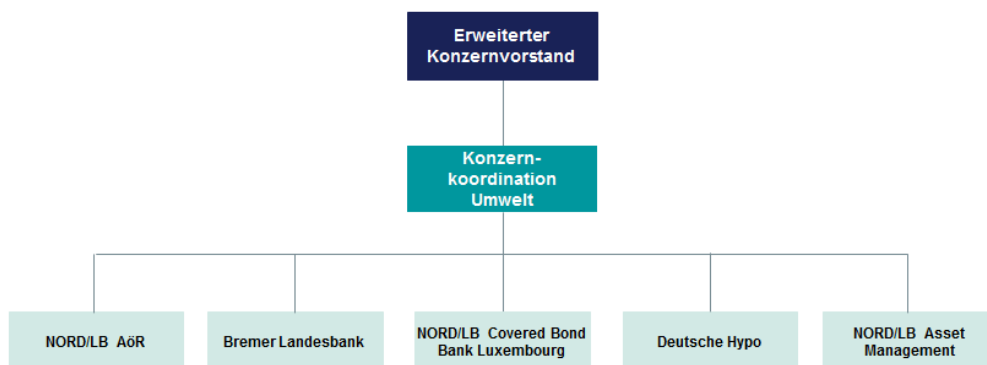 Erweiterter
Konzernvorstand
Konzern-
koordination
Umwelt
NORD/LB AöR
Bremer Landesbank
NORD/LB Covered Bond
Bank Luxembourg
Deutsche Hypo
NORD/LB Asset
Management